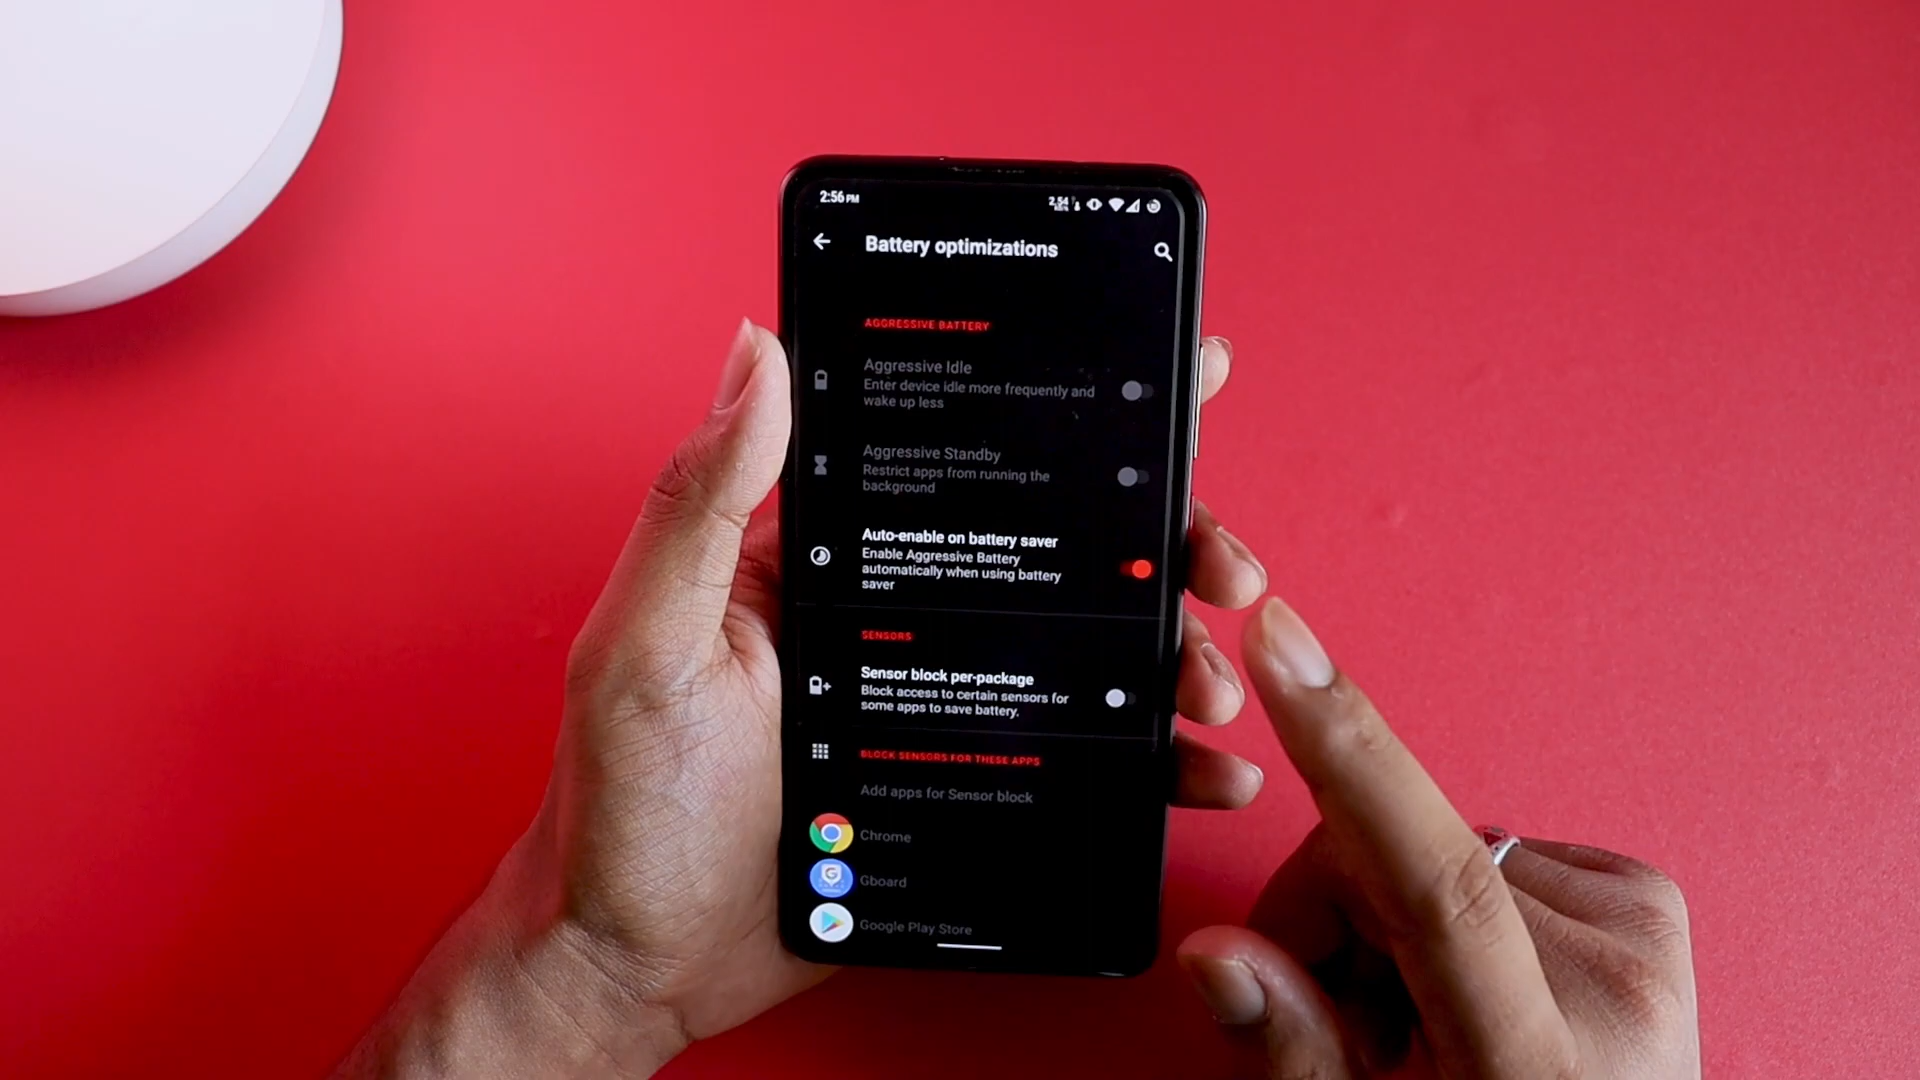 2:56 PM
2.54
Battery optimizations
AGGRESSIVE BATTERY
Aggressive Idle
Enter device idle more frequently and
wake up less
Aggressive Standby
Restrict apps from running the
background
Auto-enable on battery saver
Enable Aggressive Battery
automatically when using battery
saver
SENSORS
Sensor block per-package
Block access to certain sensors for
some apps to save battery.
BLOCK SENSORS FOR THESE APPS
Add apps for Sensor block
Chrome
Gboard
Google Play Store